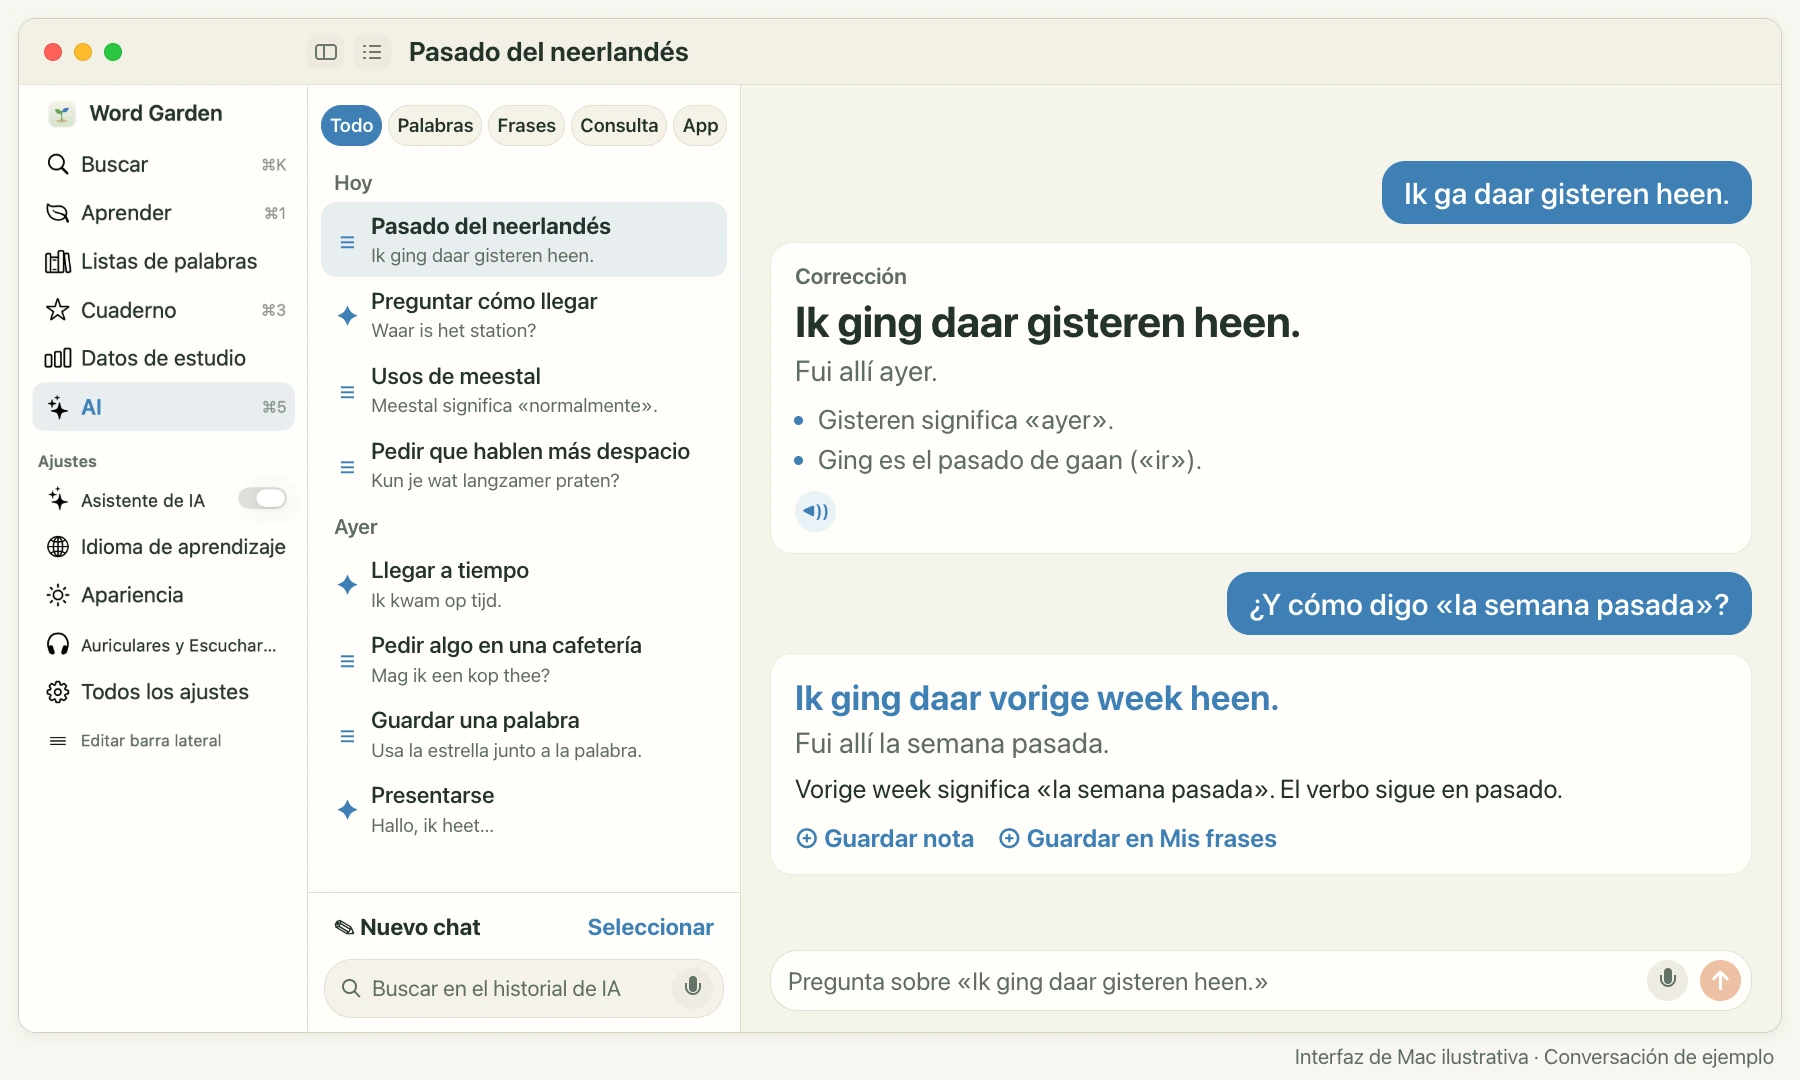 Pasado del neerlandés
Word Garden
Buscar ⌘K
Aprender ⌘1
Listas de palabras
Cuaderno ⌘3
Datos de estudio
AI ⌘5
Ajustes
Asistente de IA
Idioma de aprendizaje
Apariencia
Auriculares y Escuchar...
Todos los ajustes
Editar barra lateral
Todo Palabras Frases Consulta App
Hoy
Pasado del neerlandés
Ik ging daar gisteren heen.
Preguntar cómo llegar
Waar is het station?
Usos de meestal
Meestal significa «normalmente».
Pedir que hablen más despacio
Kun je wat langzamer praten?
Ayer
Llegar a tiempo
Ik kwam op tijd.
Pedir algo en una cafetería
Mag ik een kop thee?
Guardar una palabra
Usa la estrella junto a la palabra.
Presentarse
Hallo, ik heet...
Nuevo chat Seleccionar
Buscar en el historial de IA
Ik ga daar gisteren heen.
Corrección
Ik ging daar gisteren heen.
Fui allí ayer.
• Gisteren significa «ayer».
• Ging es el pasado de gaan («ir»).
¿Y cómo digo «la semana pasada»?
Ik ging daar vorige week heen.
Fui allí la semana pasada.
Vorige week significa «la semana pasada». El verbo sigue en pasado.
Guardar nota Guardar en Mis frases
Pregunta sobre «Ik ging daar gisteren heen.»
Interfaz de Mac ilustrativa · Conversación de ejemplo